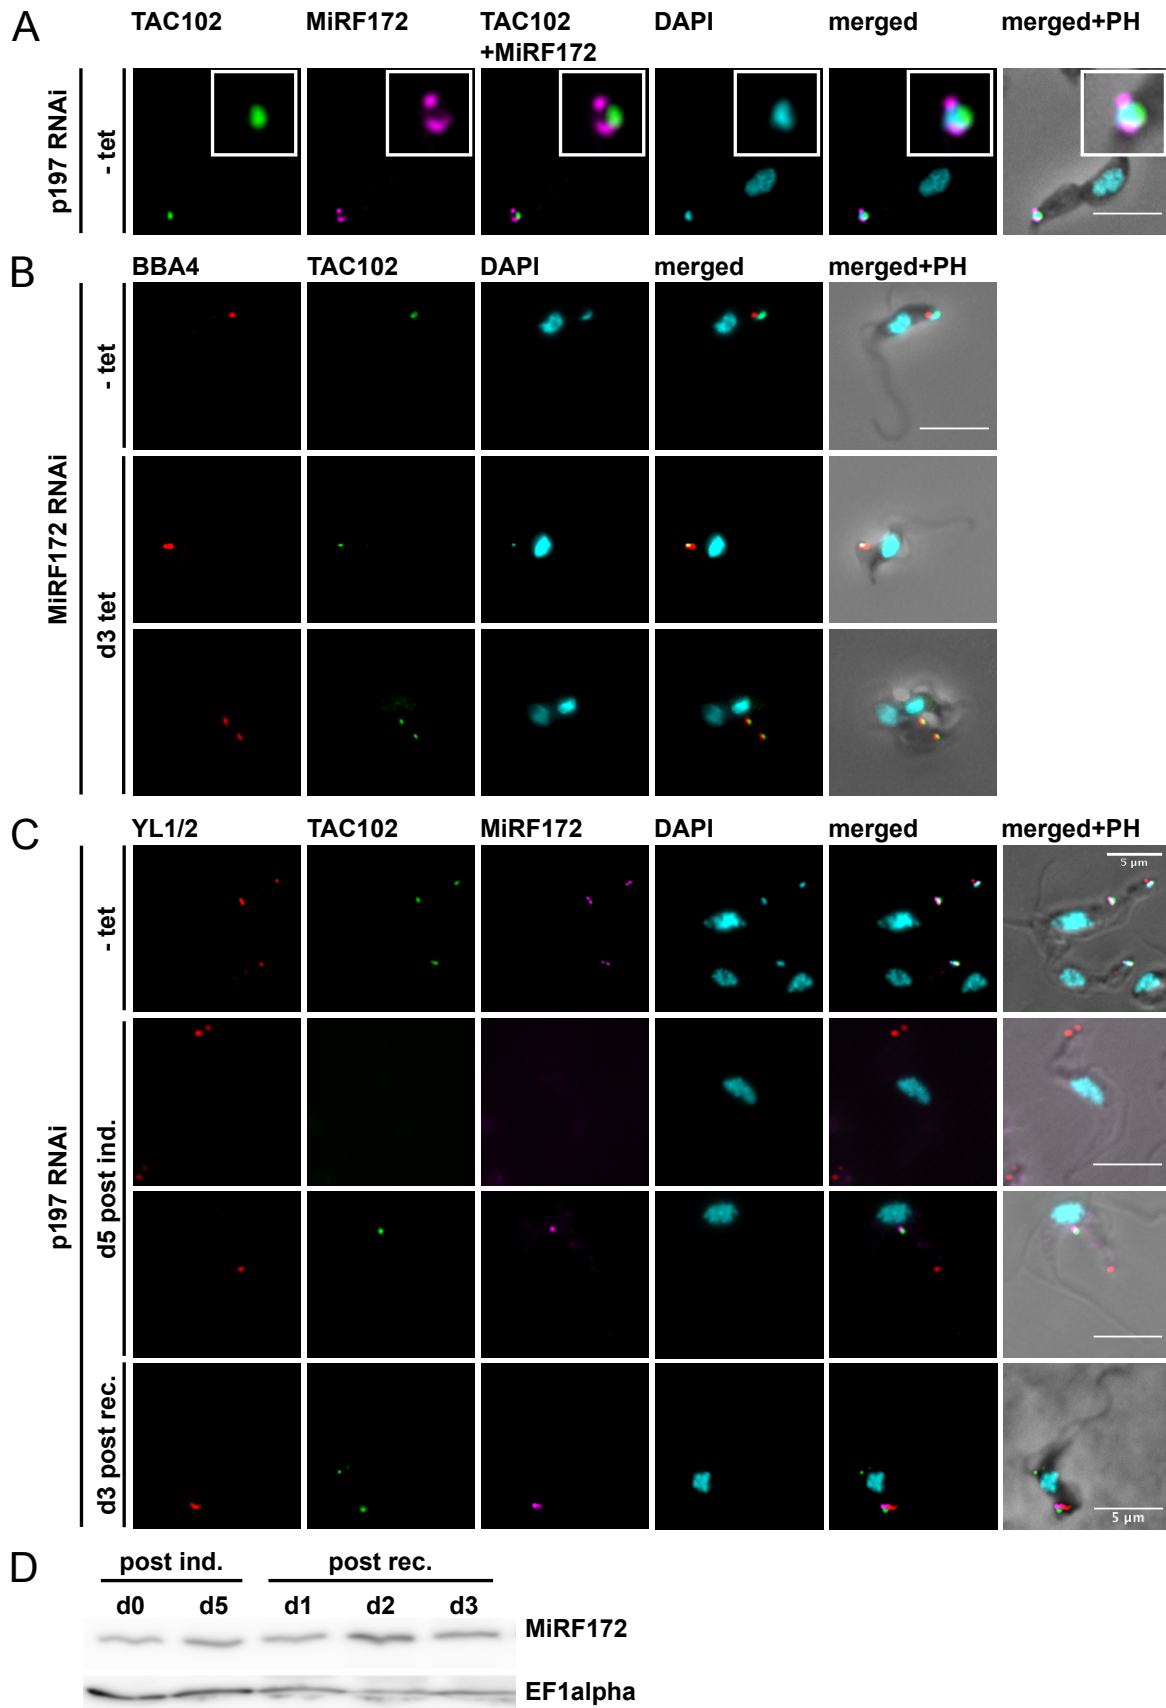 A
TAC102 MiRF172 TAC102 DAPI merged merged+PH
+MiRF172
p197 RNAi
- tet
B
BBA4 TAC102 DAPI merged merged+PH
MiRF172 RNAi
- tet
d3 tet
C
YL1/2 TAC102 MiRF172 DAPI merged merged+PH
5 µm
p197 RNAi
- tet
d5 post ind.
d3 post rec.
5 µm
D
post ind. post rec.
d0 d5 d1 d2 d3
MiRF172
EF1alpha